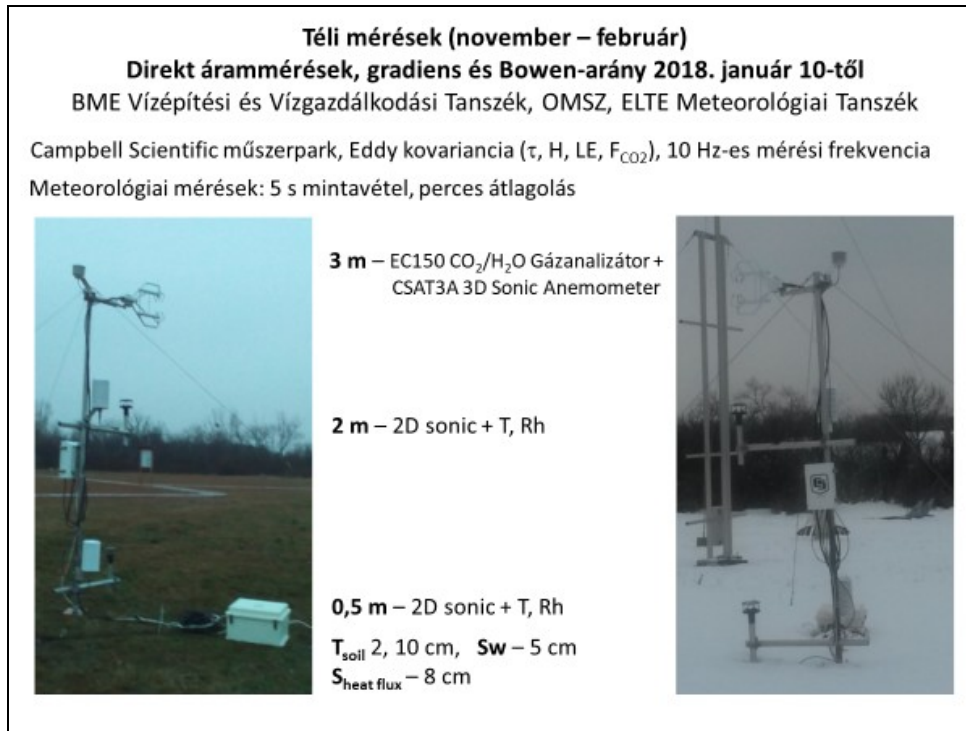 Téli mérések (november – február)
Direkt árammérések, gradiens és Bowen-arány 2018. január 10-től
BME Vízépítési és Vízgazdálkodási Tanszék, OMSZ, ELTE Meteorológiai Tanszék
Campbell Scientific műszerpark, Eddy kovariancia (τ, H, LE, F_CO2), 10 Hz-es mérési frekvencia
Meteorológiai mérések: 5 s mintavétel, perces átlagolás
3 m – EC150 CO₂/H₂O Gázanalizátor +
CSAT3A 3D Sonic Anemometer
2 m – 2D sonic + T, Rh
0,5 m – 2D sonic + T, Rh
T_soil 2, 10 cm, Sw – 5 cm
S_heat flux – 8 cm